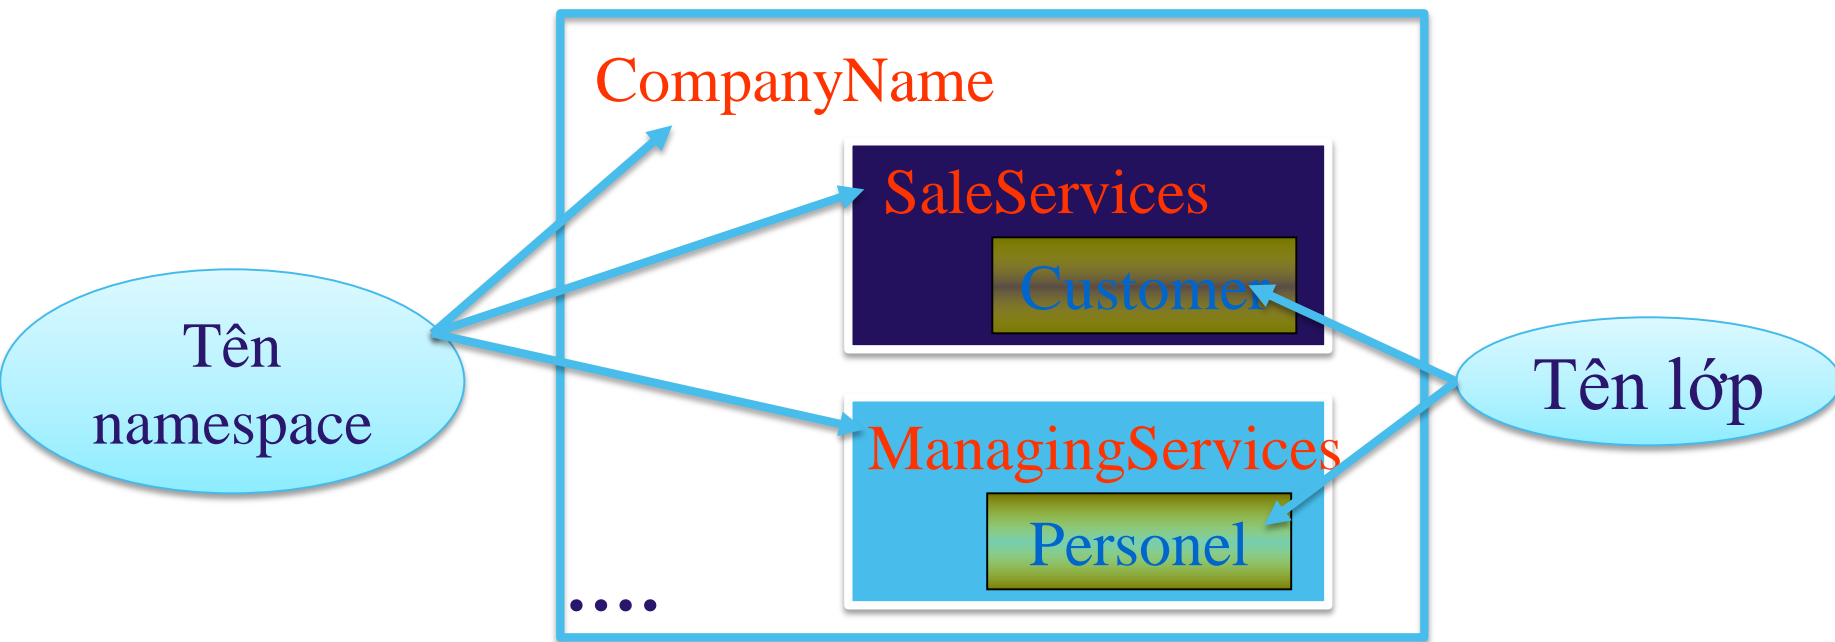 CompanyName
SaleServices
Customer
Tên
namespace
Tên lớp
ManagingServices
Personel
....